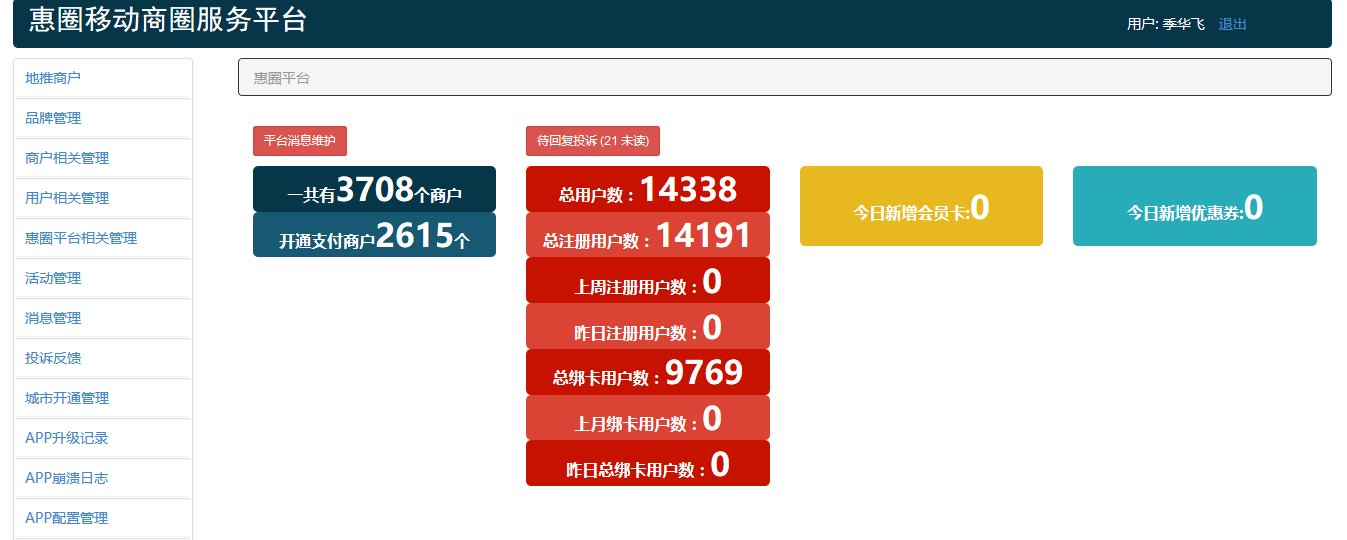 惠圈移动商圈服务平台
用户: 季华飞 退出
地推商户
品牌管理
商户相关管理
用户相关管理
惠圈平台相关管理
活动管理
消息管理
投诉反馈
城市开通管理
APP升级记录
APP崩溃日志
APP配置管理
惠圈平台
平台消息维护
一共有3708个商户
开通支付商户2615个
待回复投诉 (21 未读)
总用户数：14338
总注册用户数：14191
上周注册用户数：0
昨日注册用户数：0
总绑卡用户数：9769
上月绑卡用户数：0
昨日总绑卡用户数：0
今日新增会员卡:0
今日新增优惠券:0